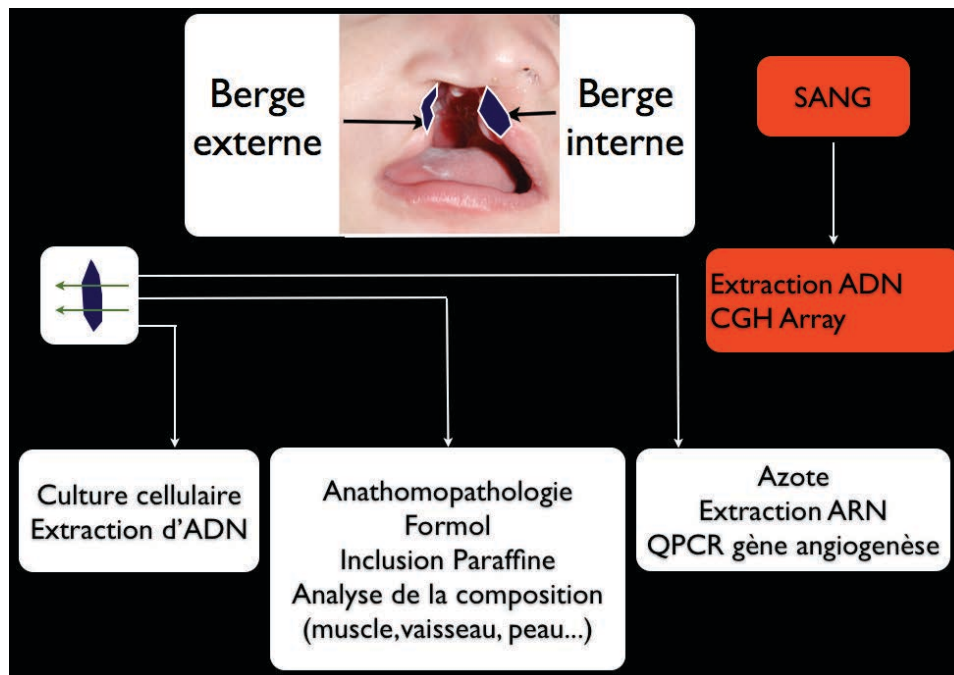 Berge
externe
Berge
interne
SANG
Extraction ADN
CGH Array
Culture cellulaire
Extraction d'ADN
Anathomopathologie
Formol
Inclusion Paraffine
Analyse de la composition
(muscle,vaisseau, peau...)
Azote
Extraction ARN
QPCR gène angiogenèse